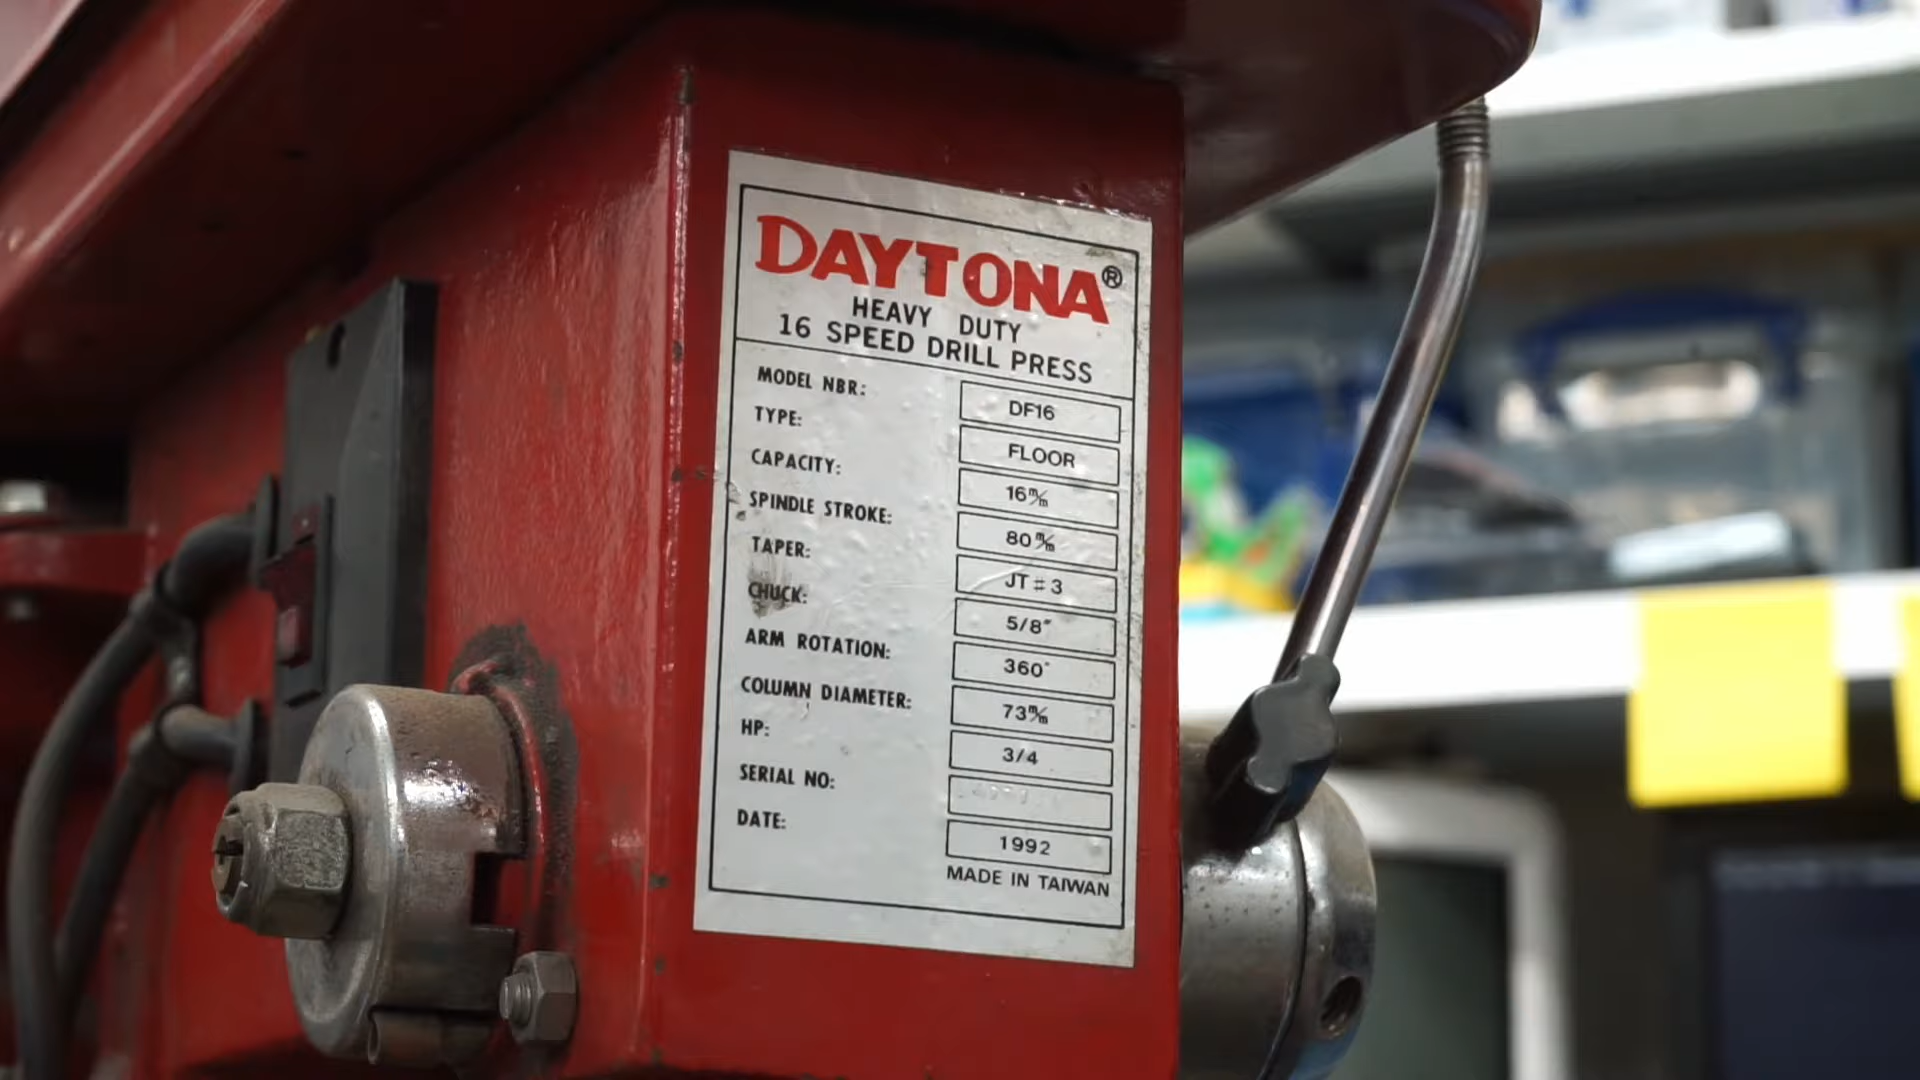 DAYTONA®
HEAVY DUTY
16 SPEED DRILL PRESS
MODEL NBR: DF16
TYPE: FLOOR
CAPACITY: 16 m/m
SPINDLE STROKE: 80 m/m
TAPER: JT #3
CHUCK: 5/8"
ARM ROTATION: 360°
COLUMN DIAMETER: 73 m/m
HP: 3/4
SERIAL NO:
DATE: 1992
MADE IN TAIWAN